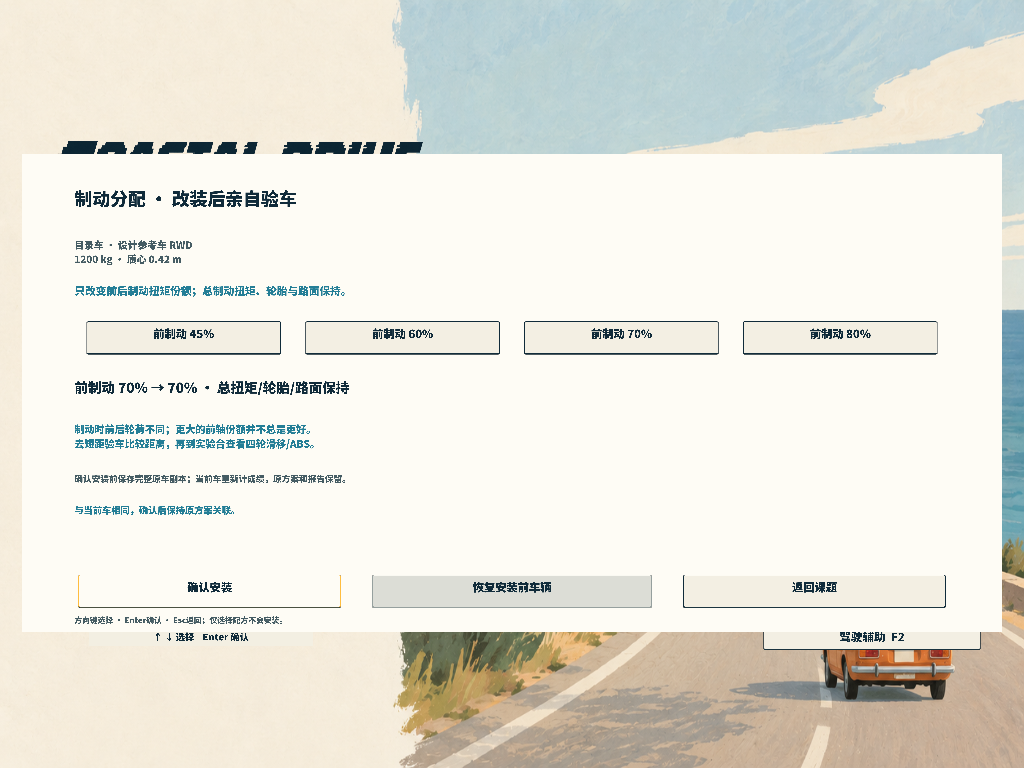 COASTAL DRIVE
制动分配 · 改装后亲自验车
目录车 · 设计参考车 RWD
1200 kg · 质心 0.42 m
只改变前后制动扭矩份额；总制动扭矩、轮胎与路面保持。
前制动 45%
前制动 60%
前制动 70%
前制动 80%
前制动 70% → 70% · 总扭矩/轮胎/路面保持
制动时前后轮荷不同；更大的前轴份额并不总是更好。
去短距验车比较距离，再到实验台查看四轮滑移/ABS。
确认安装前保存完整原车副本；当前车重新计成绩，原方案和报告保留。
与当前车相同，确认后保持原方案关联。
确认安装
恢复安装前车辆
返回课题
方向键选择 · Enter确认 · Esc返回；仅选择配方不会安装。
↑ ↓ 选择 Enter 确认
驾驶辅助 F2